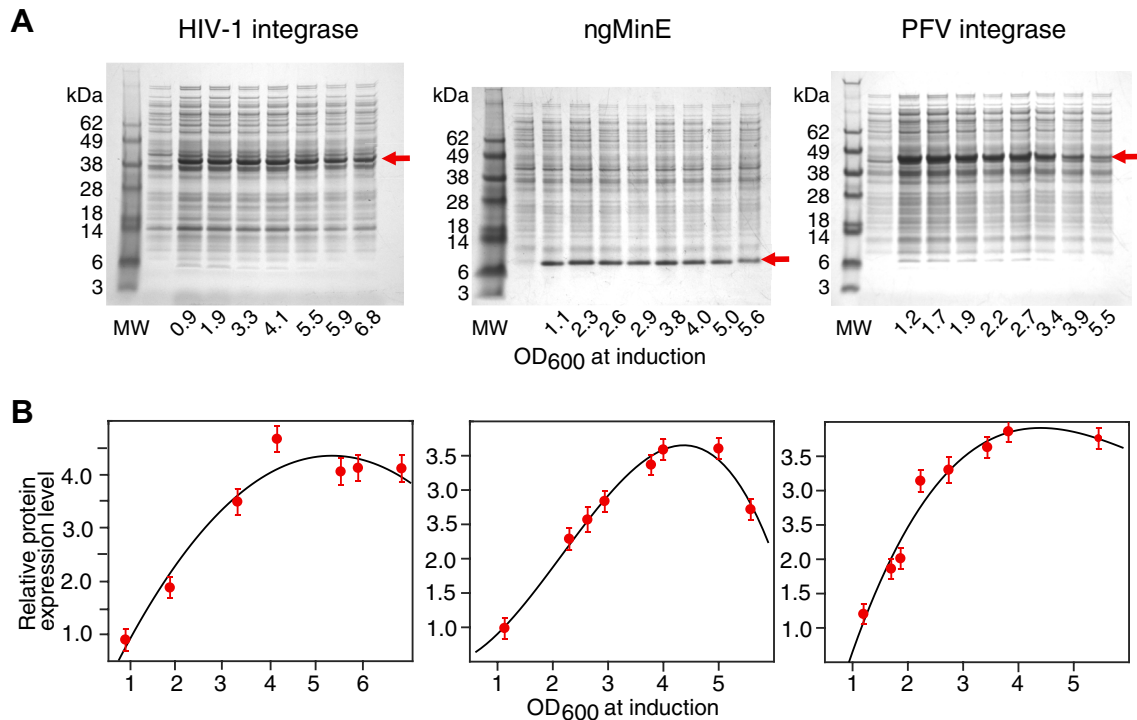 A
HIV-1 integrase
ngMinE
PFV integrase
kDa
62
49
38
28
18
14
6
3
MW
0.9 1.9 3.3 4.1 5.5 5.9 6.8
kDa
62
49
38
28
18
14
6
3
MW
1.1 2.3 2.6 2.9 3.8 4.0 5.0 5.6
kDa
62
49
38
28
18
14
6
3
MW
1.2 1.7 1.9 2.2 2.7 3.4 3.9 5.5
OD600 at induction
B
Relative protein
expression level
4.0
3.0
2.0
1.0
1 2 3 4 5 6
3.5
3.0
3.5
2.0
1.5
1.0
1 2 3 4 5
3.5
3.0
3.5
2.0
1.5
1.0
1 2 3 4 5
OD600 at induction